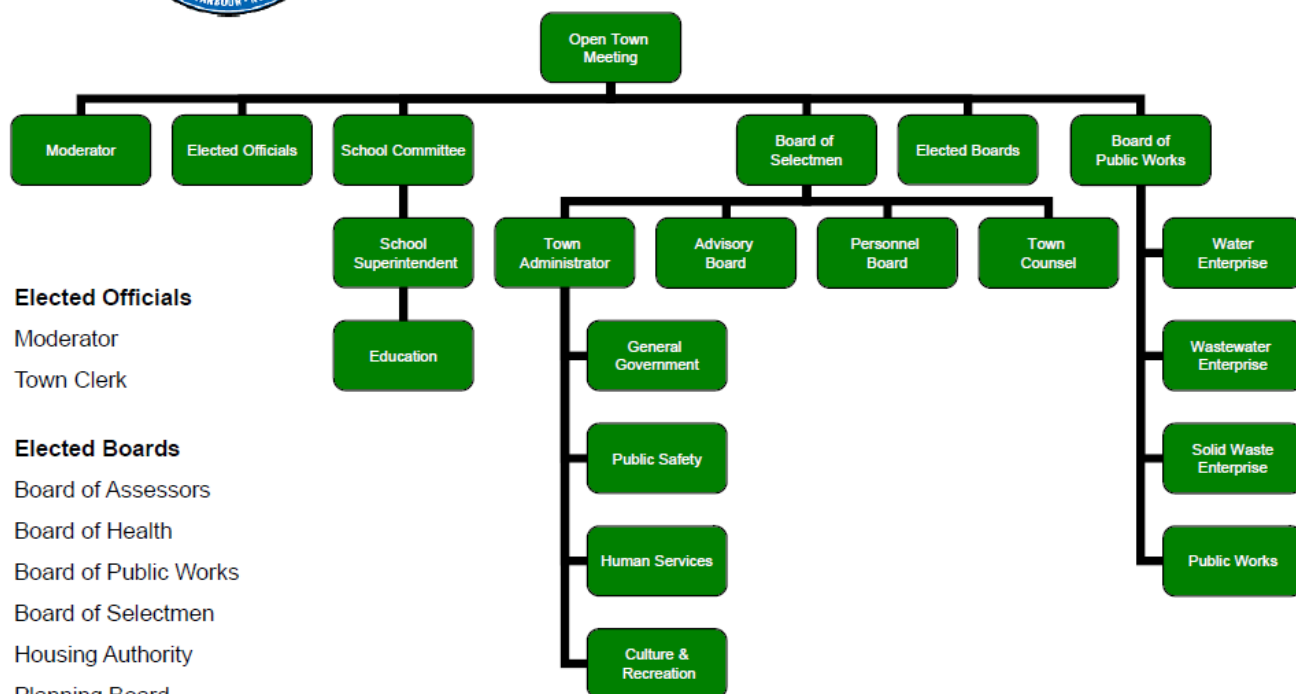 Open Town
Meeting
Moderator
Elected Officials
School Committee
Board of
Selectmen
Elected Boards
Board of
Public Works
School
Superintendent
Town
Administrator
Advisory
Board
Personnel
Board
Town
Counsel
Water
Enterprise
Education
General
Government
Wastewater
Enterprise
Public Safety
Solid Waste
Enterprise
Human Services
Public Works
Culture &
Recreation
Elected Officials
Moderator
Town Clerk
Elected Boards
Board of Assessors
Board of Health
Board of Public Works
Board of Selectmen
Housing Authority
Planning Board